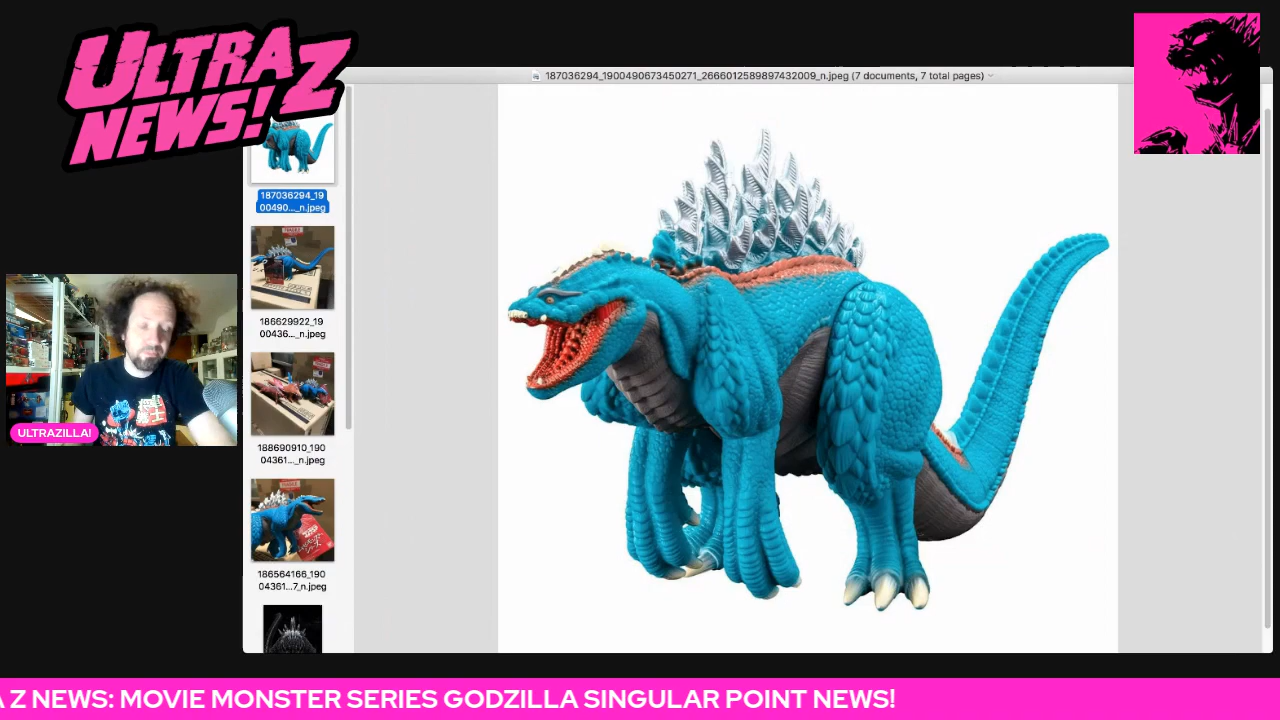 ULTRA Z
NEWS!
187036294_1900490673450271_2666012589897432009_n.jpeg (7 documents, 7 total pages)
187036294_19
00490..._n.jpeg
186629922_19
00436..._n.jpeg
188690910_190
04361..._n.jpeg
186564166_190
04361...7_n.jpeg
ULTRAZILLA!
A Z NEWS: MOVIE MONSTER SERIES GODZILLA SINGULAR POINT NEWS!